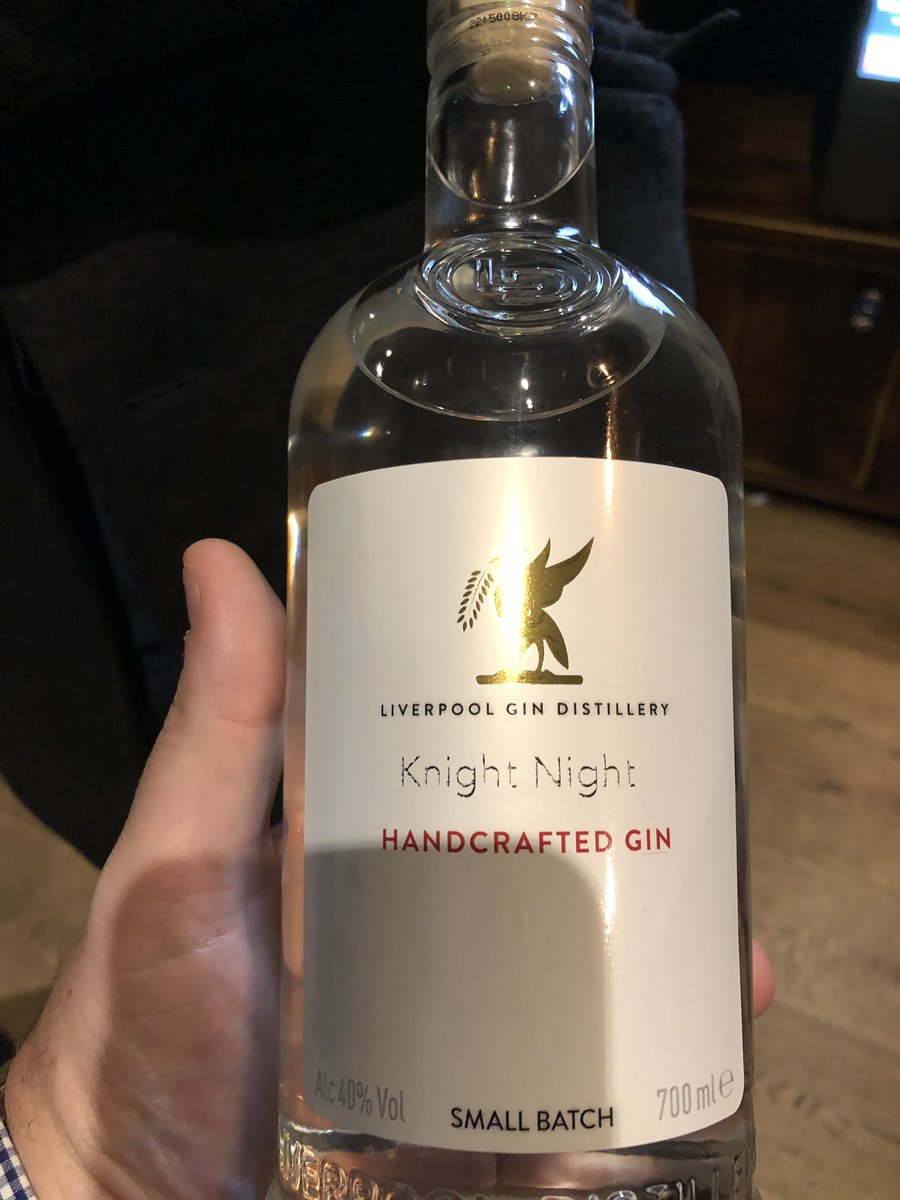 LIVERPOOL GIN DISTILLERY
Knight Night
HANDCRAFTED GIN
Alc 40% Vol
SMALL BATCH
700 ml e